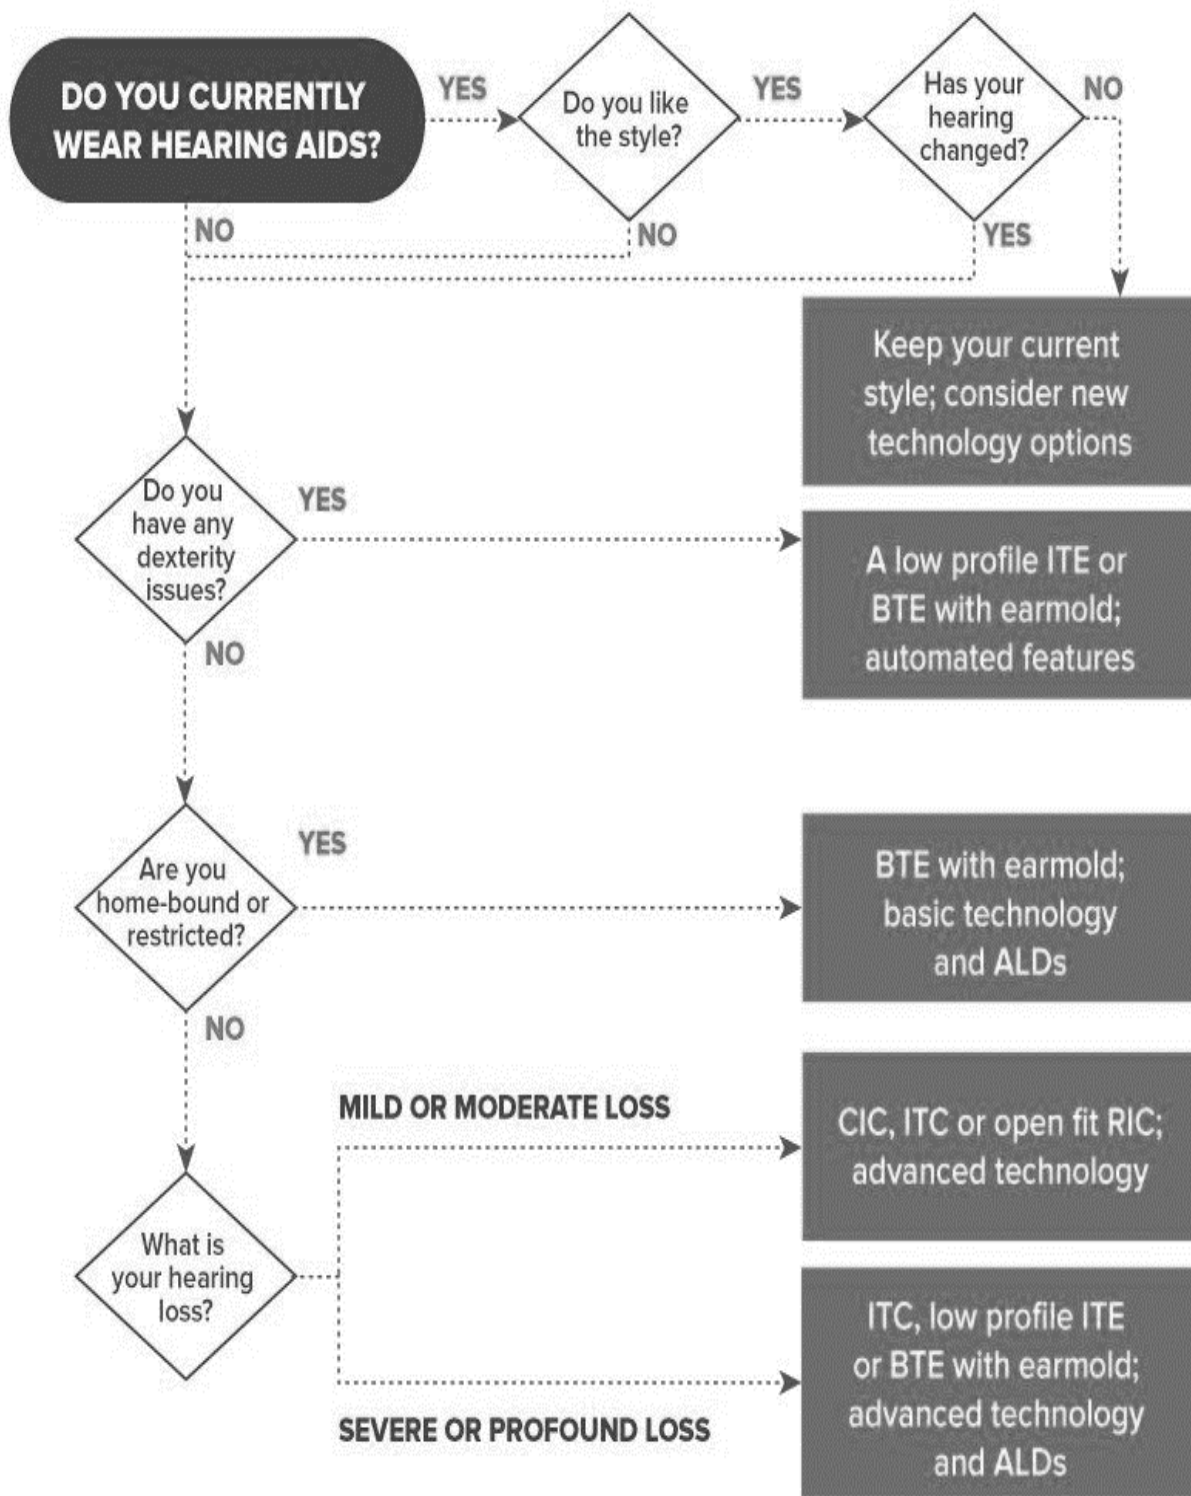 DO YOU CURRENTLY
WEAR HEARING AIDS?
YES
Do you like
the style?
YES
Has your
hearing
changed?
NO
NO
NO
YES
Keep your current
style; consider new
technology options
Do you
have any
dexterity
issues?
YES
A low profile ITE or
BTE with earmold;
automated features
NO
Are you
home-bound or
restricted?
YES
BTE with earmold;
basic technology
and ALDs
NO
What is
your hearing
loss?
MILD OR MODERATE LOSS
CIC, ITC or open fit RIC;
advanced technology
SEVERE OR PROFOUND LOSS
ITC, low profile ITE
or BTE with earmold;
advanced technology
and ALDs